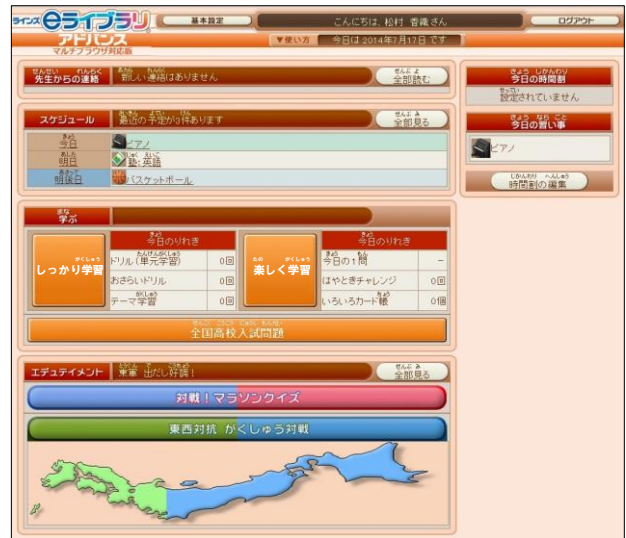 ラインズ eライブラリ
アドバンス
マルチブラウザ対応版
基本設定
こんにちは、松村 香織さん
ログアウト
▼使い方
今日は 2014年7月17日 です
先生からの連絡
新しい連絡はありません
全部読む
スケジュール
最近の予定が3件あります
全部見る
今日 ピアノ
明日 塾: 英語
明後日 バスケットボール
今日の時間割
設定されていません
今日の習い事
ピアノ
時間割の編集
学ぶ
しっかり学習
今日のりれき
ドリル(単元学習) 0回
おさらいドリル 0回
テーマ学習 0回
楽しく学習
今日のりれき
今日の1問 -
はやときチャレンジ 0回
いろいろカード帳 0個
全国高校入試問題
エデュテイメント
東軍 出だし好調!
全部見る
対戦!マラソンクイズ
東西対抗 がくしゅう対戦